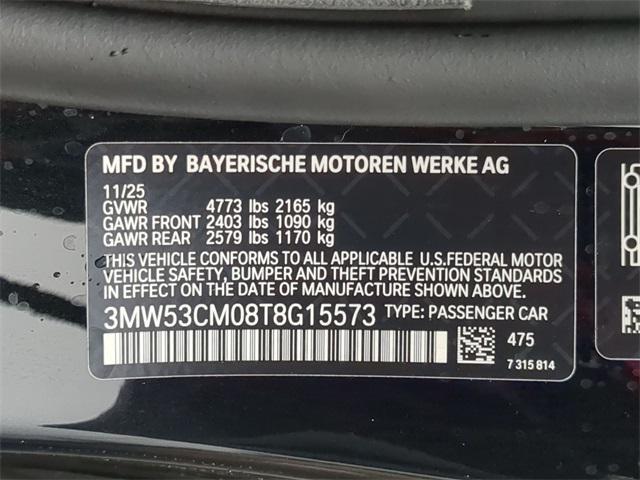 MFD BY BAYERISCHE MOTOREN WERKE AG
11/25
GVWR 4773 lbs 2165 kg
GAWR FRONT 2403 lbs 1090 kg
GAWR REAR 2579 lbs 1170 kg
THIS VEHICLE CONFORMS TO ALL APPLICABLE U.S.FEDERAL MOTOR
VEHICLE SAFETY, BUMPER AND THEFT PREVENTION STANDARDS
IN EFFECT ON THE DATE OF MANUFACTURE SHOWN ABOVE.
3MW53CM08T8G15573 TYPE: PASSENGER CAR
475
7 315 814